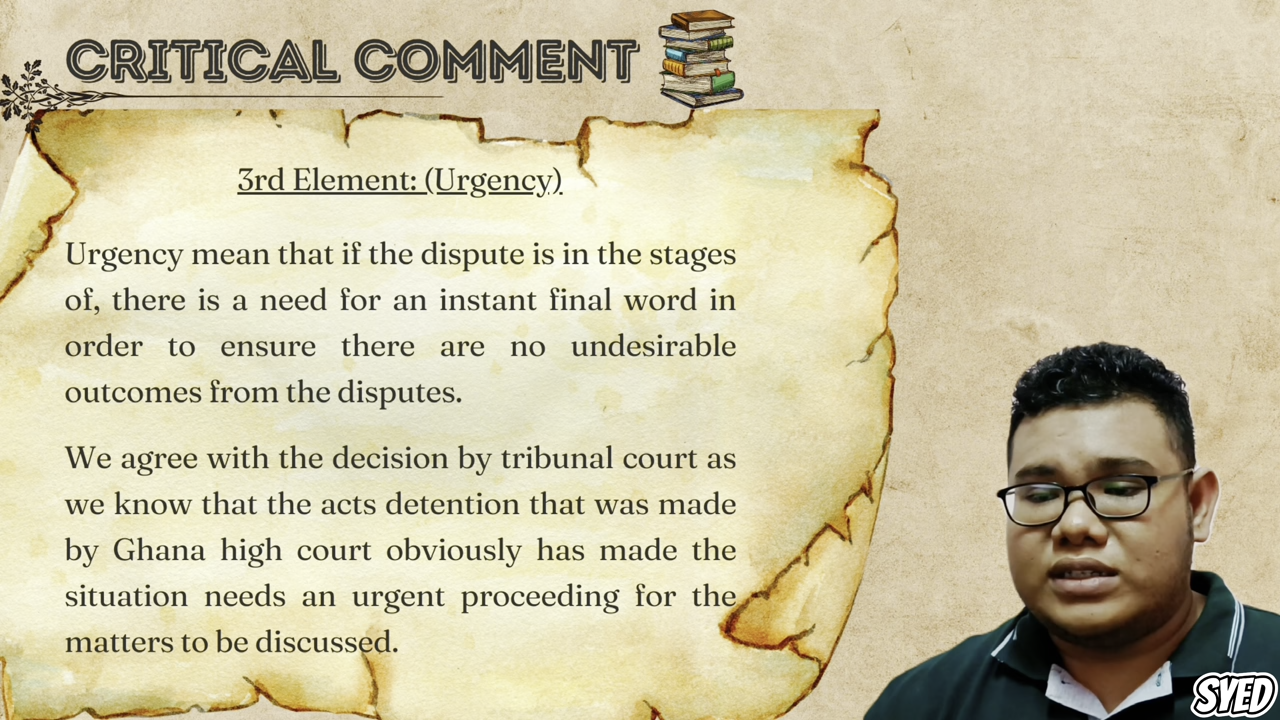 CRITICAL COMMENT
3rd Element: (Urgency)
Urgency mean that if the dispute is in the stages
of, there is a need for an instant final word in
order to ensure there are no undesirable
outcomes from the disputes.
We agree with the decision by tribunal court as
we know that the acts detention that was made
by Ghana high court obviously has made the
situation needs an urgent proceeding for the
matters to be discussed.
SYED